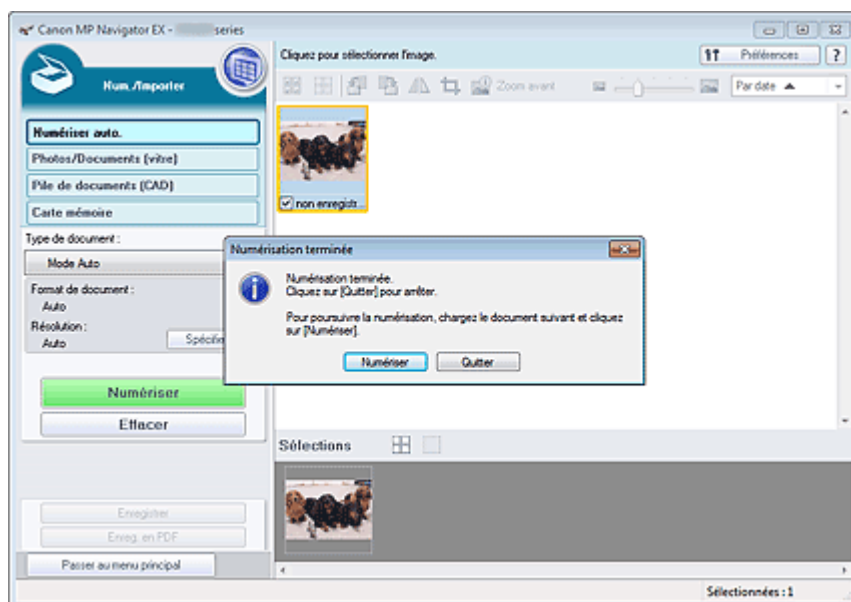 Canon MP Navigator EX - series
Cliquez pour sélectionner l'image.
Préférences
?
Num./Importer
Zoom avant
Par date
Numériser auto.
Photos/Documents (vitre)
Pile de documents (CAD)
Carte mémoire
non enregistr...
Type de document :
Mode Auto
Format de document :
Auto
Résolution :
Auto
Spécifie
Numérisation terminée
Numérisation terminée.
Cliquez sur [Quitter] pour arrêter.
Pour poursuivre la numérisation, chargez le document suivant et cliquez
sur [Numériser].
Numériser
Quitter
Numériser
Effacer
Sélections
Enregistrer
Enreg. en PDF
Passer au menu principal
Sélectionnées : 1